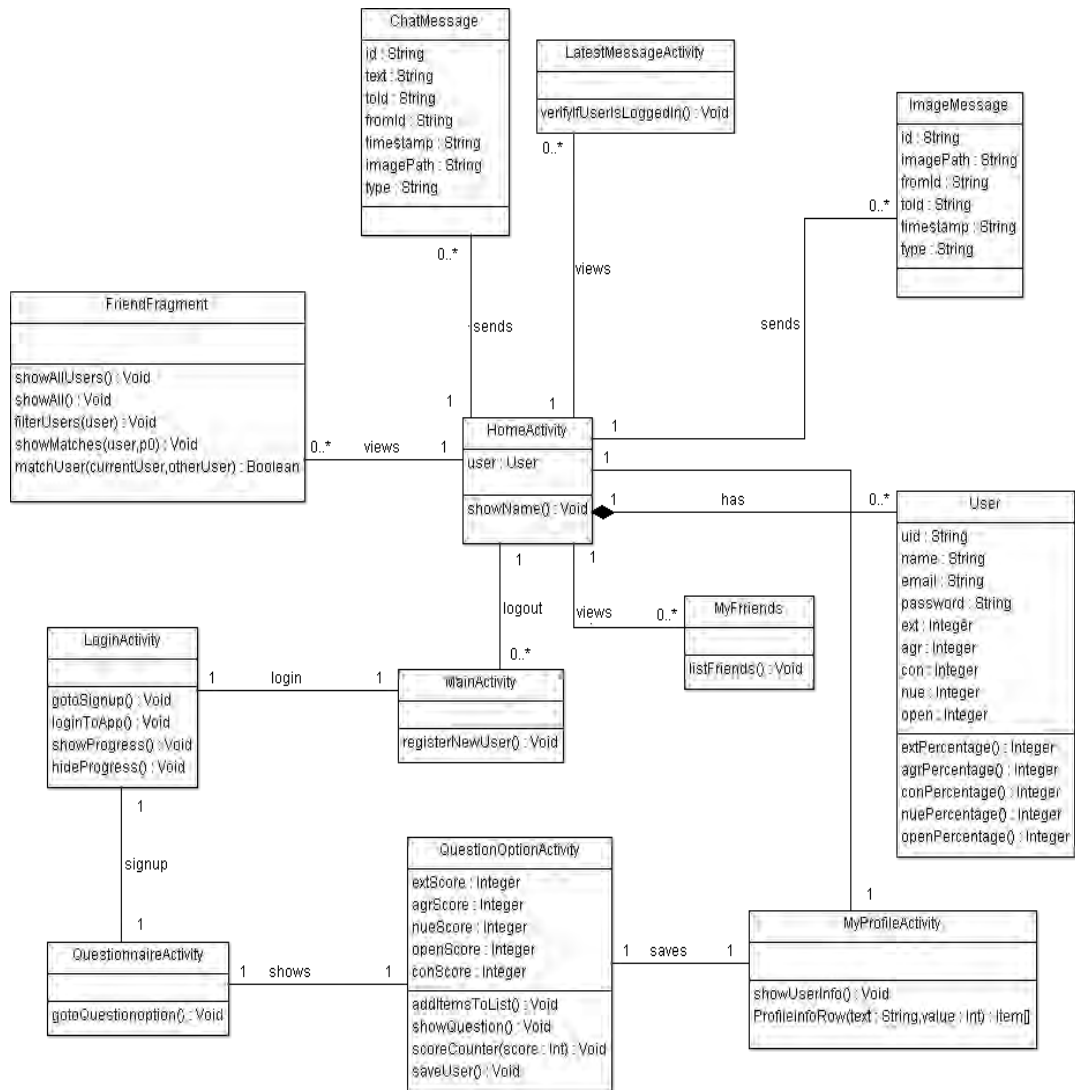 ChatMessage
id : String
text : String
toId : String
fromId : String
timestamp : String
imagePath : String
type : String
0..*
sends
1
LatestMessageActivity
verifyIfUserIsLoggedIn() : Void
0..*
views
1
ImageMessage
id : String
imagePath : String
fromId : String
toId : String
timestamp : String
type : String
0..*
sends
1
FriendFragment
showAllUsers() : Void
showAll() : Void
filterUsers(user) : Void
showMatches(user,p0) : Void
matchUser(currentUser,otherUser) : Boolean
0..*
views
1
HomeActivity
user : User
showName() : Void
1
1
has
0..*
User
uid : String
name : String
email : String
password : String
ext : Integer
agr : Integer
con : Integer
nue : Integer
open : Integer
extPercentage() : Integer
agrPercentage() : Integer
conPercentage() : Integer
nuePercentage() : Integer
openPercentage() : Integer
1
logout
0..*
1
views
0..*
MyFrriends
listFriends() : Void
LoginActivity
gotoSignup() : Void
loginToApp() : Void
showProgress() : Void
hideProgress() : Void
1
login
1
MainActivity
registerNewUser() : Void
1
signup
1
QuestionnaireActivity
gotoQuestionoption() : Void
1
shows
1
QuestionOptionActivity
extScore : Integer
agrScore : Integer
nueScore : Integer
openScore : Integer
conScore : Integer
addItemsToList() : Void
showQuestion() : Void
scoreCounter(score : Int) : Void
saveUser() : Void
1
saves
1
1
MyProfileActivity
showUserInfo() : Void
ProfileInfoRow(text : String,value : Int) : Item[]